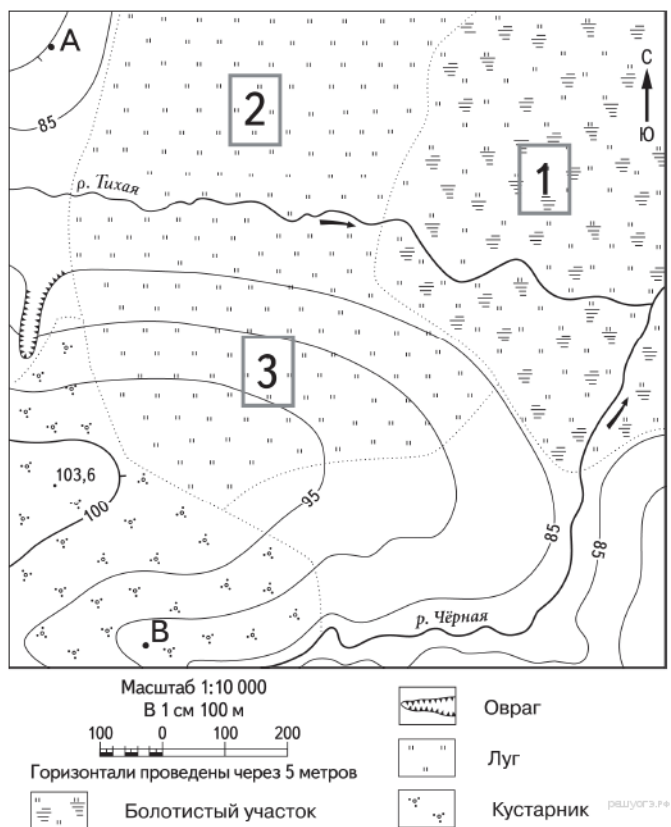 А
С
2
85
1
Ю
р. Тихая
3
103,6
100
95
85
85
В
р. Чёрная
Масштаб 1:10 000
В 1 см 100 м
100 0 100 200
Горизонтали проведены через 5 метров
Овраг
Луг
Болотистый участок
Кустарник
решуогэ.рф